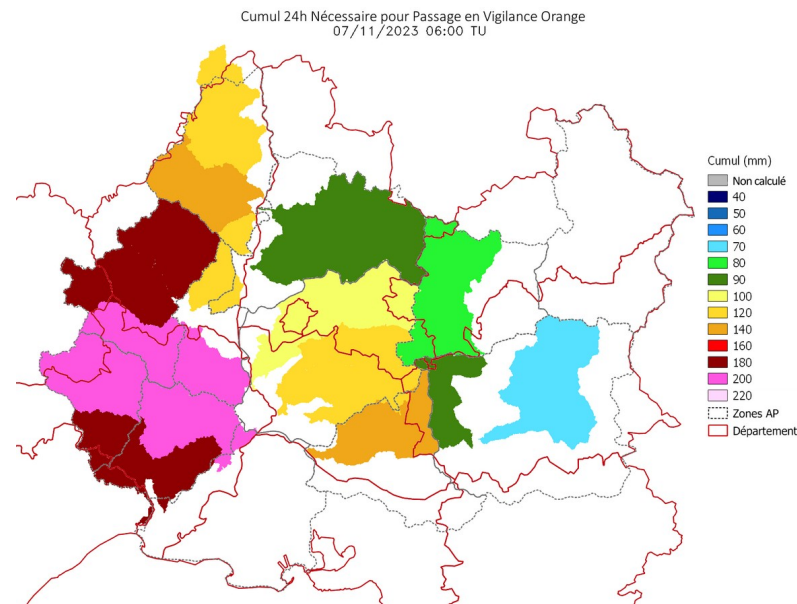 Cumul 24h Nécessaire pour Passage en Vigilance Orange
07/11/2023 06:00 TU
Cumul (mm)
Non calculé
40
50
60
70
80
90
100
120
140
160
180
200
220
Zones AP
Département